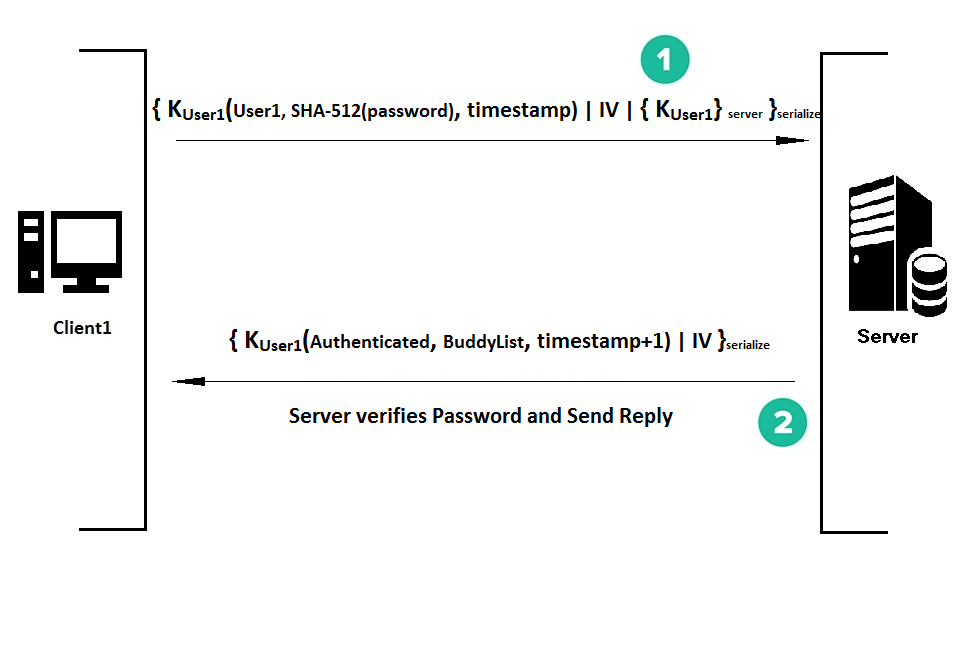 1
{ KUser1(User1, SHA-512(password), timestamp) | IV | { KUser1} server }serialize
Client1
Server
{ KUser1(Authenticated, BuddyList, timestamp+1) | IV }serialize
Server verifies Password and Send Reply
2